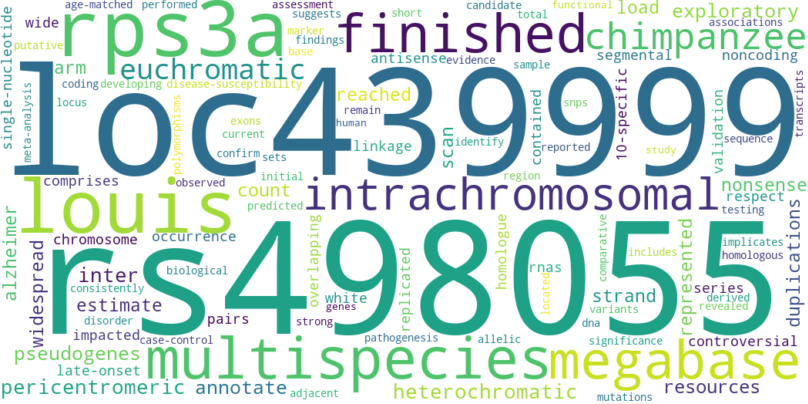 age-matched performed assessment short candidate functional load exploratory
wide suggests total
putative rps3a marker finished associations
findings base chimpanzee
single-nucleotide arm euchromatic antisense evidence segmental noncoding
coding developing disease-susceptibility sample
meta-analysis locus loc439999 reached snps contained 10-specific validation transcripts
polymorphisms exons remain human scan identify reported study sequence
current linkage
confirm sets
initial region
comprises observed count intrachromosomal nonsense
louis predicted respect
testing
alzheimer chromosome occurrence overlapping homologue comparative represented implicates duplications
widespread inter biological rs498055 rnas located includes homologous
consistently white replicated strand series
estimate variants derived
disorder genes revealed
impacted pairs strong dna
case-control pathogenesis allelic significance controversial
pseudogenes multispecies megabase
late-onset
pericentromeric annotate adjacent heterochromatic mutations resources